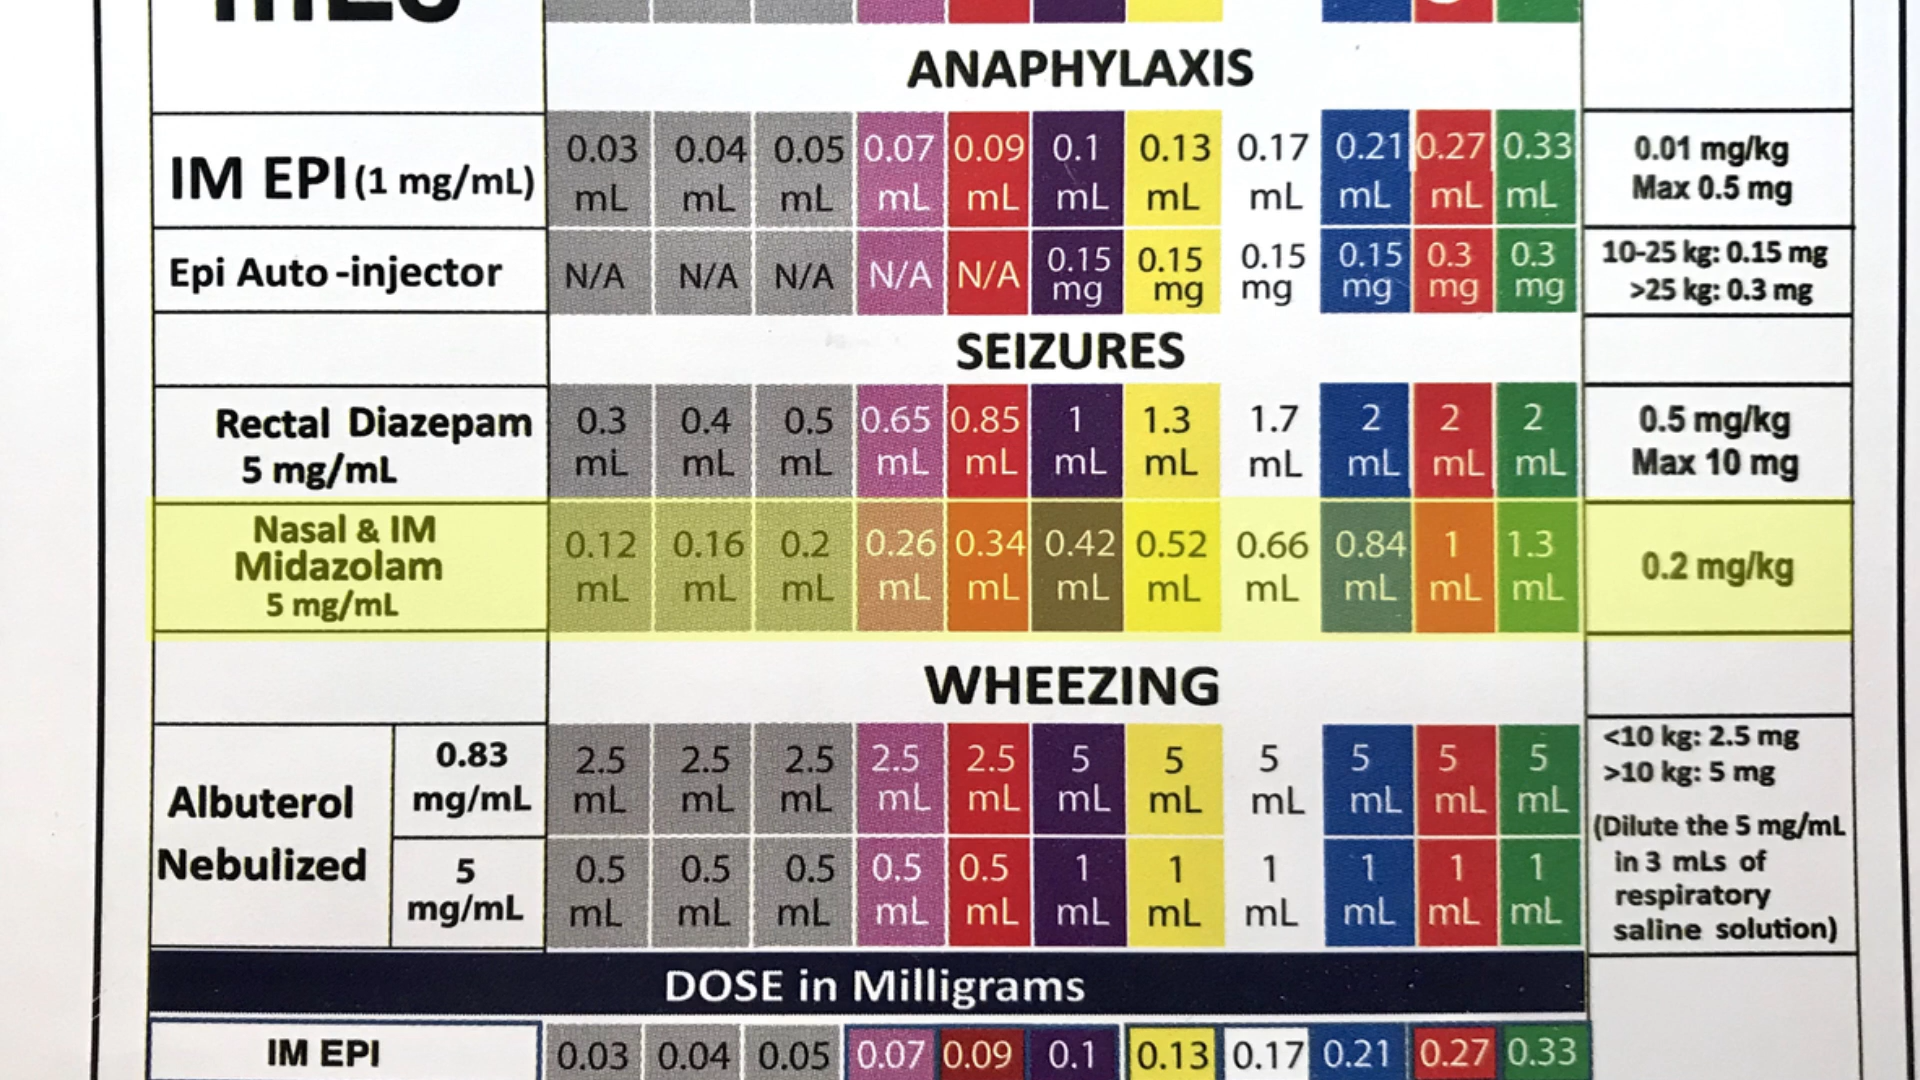 mLs
ANAPHYLAXIS
IM EPI (1 mg/mL) 0.03 mL 0.04 mL 0.05 mL 0.07 mL 0.09 mL 0.1 mL 0.13 mL 0.17 mL 0.21 mL 0.27 mL 0.33 mL 0.01 mg/kg Max 0.5 mg
Epi Auto-injector N/A N/A N/A N/A N/A 0.15 mg 0.15 mg 0.15 mg 0.15 mg 0.3 mg 0.3 mg 10-25 kg: 0.15 mg >25 kg: 0.3 mg
SEIZURES
Rectal Diazepam 5 mg/mL 0.3 mL 0.4 mL 0.5 mL 0.65 mL 0.85 mL 1 mL 1.3 mL 1.7 mL 2 mL 2 mL 2 mL 0.5 mg/kg Max 10 mg
Nasal & IM Midazolam 5 mg/mL 0.12 mL 0.16 mL 0.2 mL 0.26 mL 0.34 mL 0.42 mL 0.52 mL 0.66 mL 0.84 mL 1 mL 1.3 mL 0.2 mg/kg
WHEEZING
Albuterol Nebulized
0.83 mg/mL 2.5 mL 2.5 mL 2.5 mL 2.5 mL 2.5 mL 5 mL 5 mL 5 mL 5 mL 5 mL 5 mL
5 mg/mL 0.5 mL 0.5 mL 0.5 mL 0.5 mL 0.5 mL 1 mL 1 mL 1 mL 1 mL 1 mL 1 mL
<10 kg: 2.5 mg
>10 kg: 5 mg
(Dilute the 5 mg/mL
in 3 mLs of
respiratory
saline solution)
DOSE in Milligrams
IM EPI 0.03 0.04 0.05 0.07 0.09 0.1 0.13 0.17 0.21 0.27 0.33